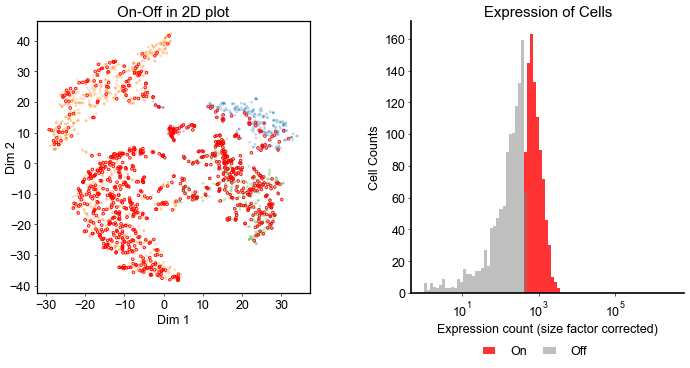 On-Off in 2D plot
Dim 2
40
30
20
10
0
−10
−20
−30
−40
−30 −20 −10 0 10 20 30
Dim 1
Expression of Cells
Cell Counts
160
140
120
100
80
60
40
20
0
10^1 10^3 10^5
Expression count (size factor corrected)
On Off